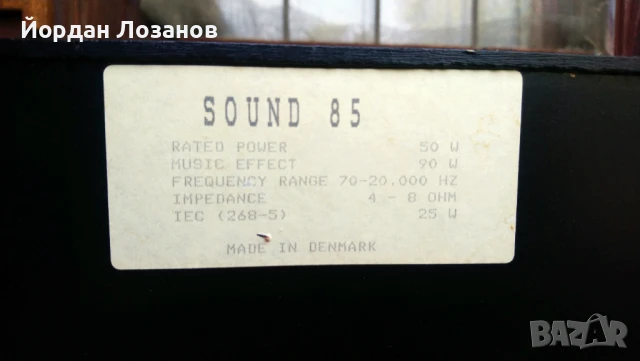 Йордан Лозанов
SOUND 85
RATED POWER 50 W
MUSIC EFFECT 90 W
FREQUENCY RANGE 70-20.000 HZ
IMPEDANCE 4 - 8 OHM
IEC (268-5) 25 W
MADE IN DENMARK
BAZAR